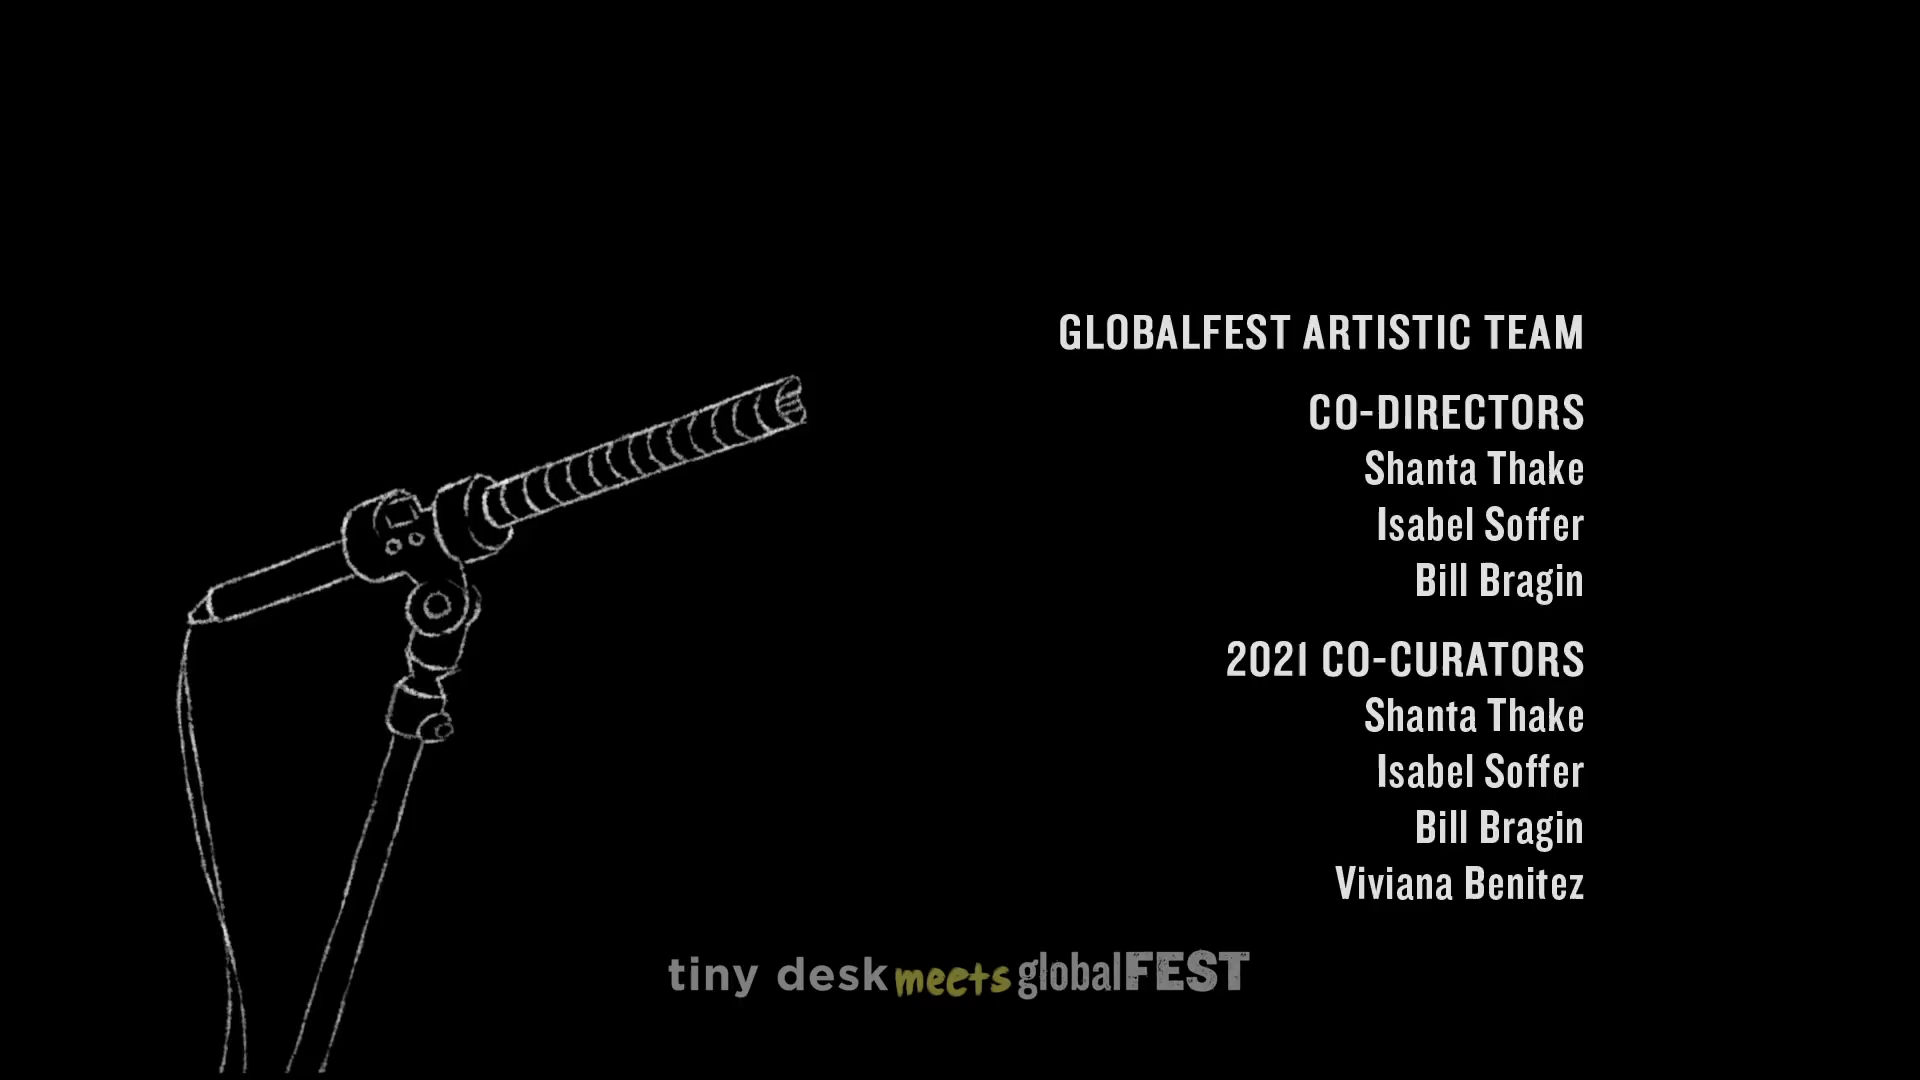 GLOBALFEST ARTISTIC TEAM
CO-DIRECTORS
Shanta Thake
Isabel Soffer
Bill Bragin
2021 CO-CURATORS
Shanta Thake
Isabel Soffer
Bill Bragin
Viviana Benitez
tiny desk meets globalFEST